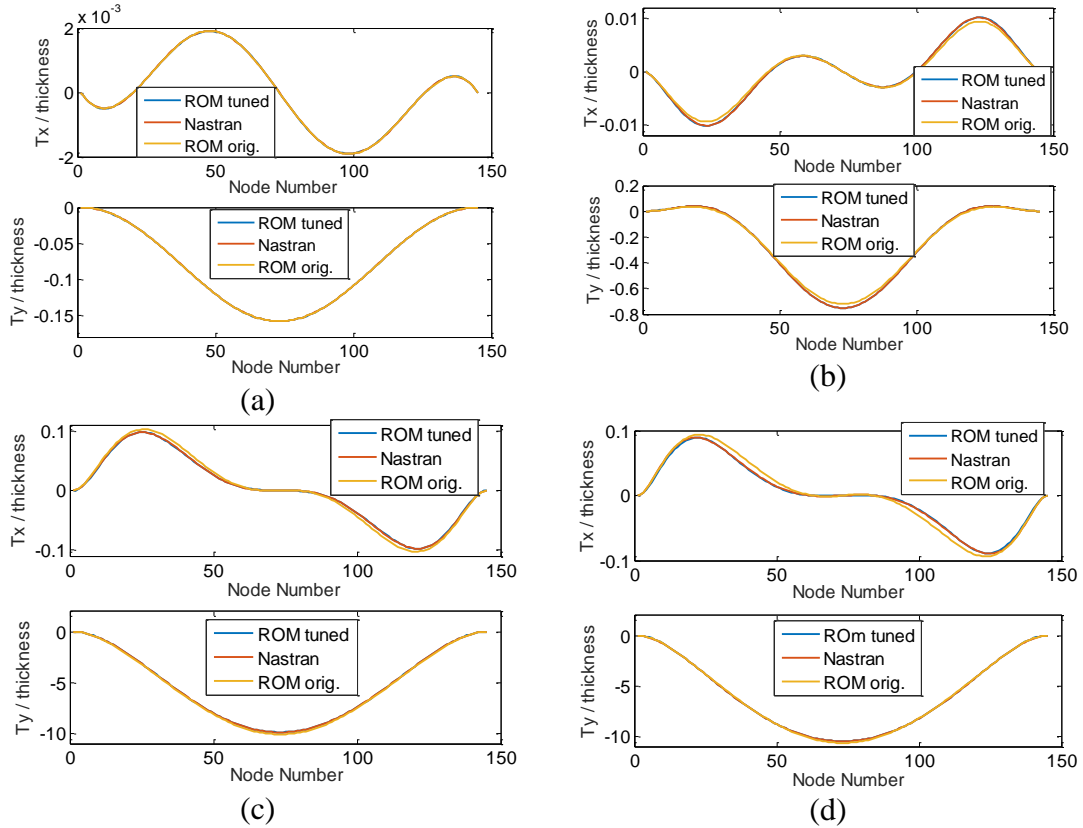 2 x 10^-3
0
-2
Tx / thickness
ROM tuned
Nastran
ROM orig.
0 50 100 150
Node Number
0
-0.05
-0.1
-0.15
Ty / thickness
ROM tuned
Nastran
ROM orig.
0 50 100 150
Node Number
(a)
0.01
0
-0.01
Tx / thickness
ROM tuned
Nastran
ROM orig.
0 50 100 150
Node Number
0.2
0
-0.2
-0.4
-0.6
-0.8
Ty / thickness
ROM tuned
Nastran
ROM orig.
0 50 100 150
Node Number
(b)
0.1
0
-0.1
Tx / thickness
ROM tuned
Nastran
ROM orig.
0 50 100 150
Node Number
0
-5
-10
Ty / thickness
ROM tuned
Nastran
ROM orig.
0 50 100 150
Node Number
(c)
0.1
0
-0.1
Tx / thickness
ROM tuned
Nastran
ROM orig.
0 50 100 150
Node Number
0
-5
-10
Ty / thickness
ROm tuned
Nastran
ROM orig.
0 50 100 150
Node Number
(d)